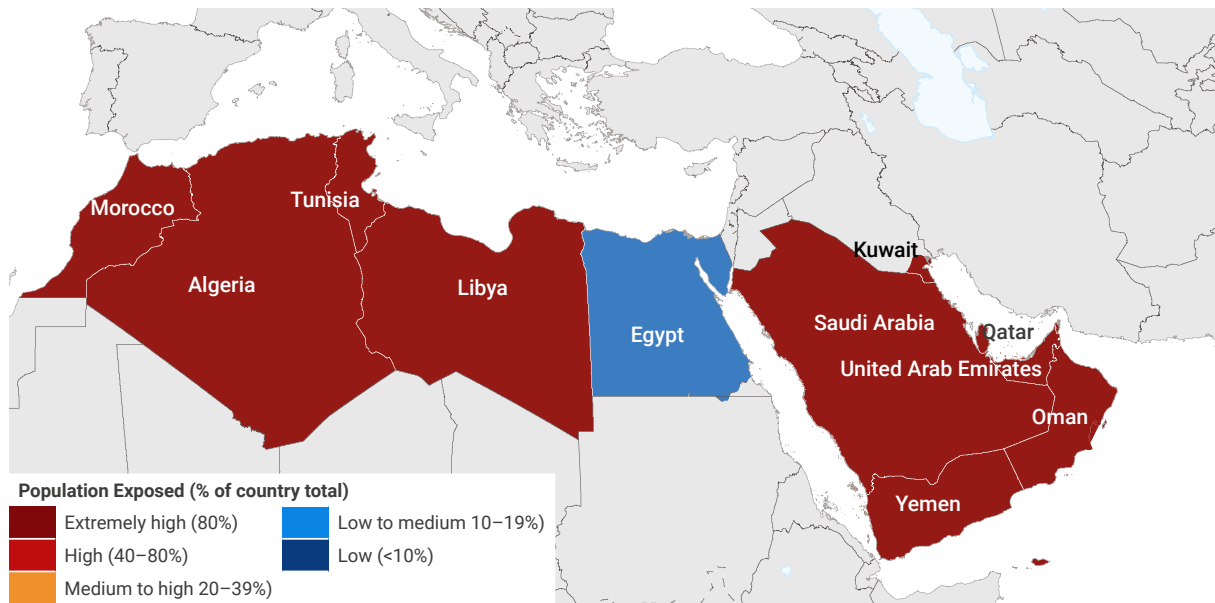 Morocco
Tunisia
Algeria
Libya
Egypt
Kuwait
Saudi Arabia
Qatar
United Arab Emirates
Oman
Yemen
Population Exposed (% of country total)
Extremely high (80%)
High (40–80%)
Medium to high 20–39%)
Low to medium 10–19%)
Low (<10%)